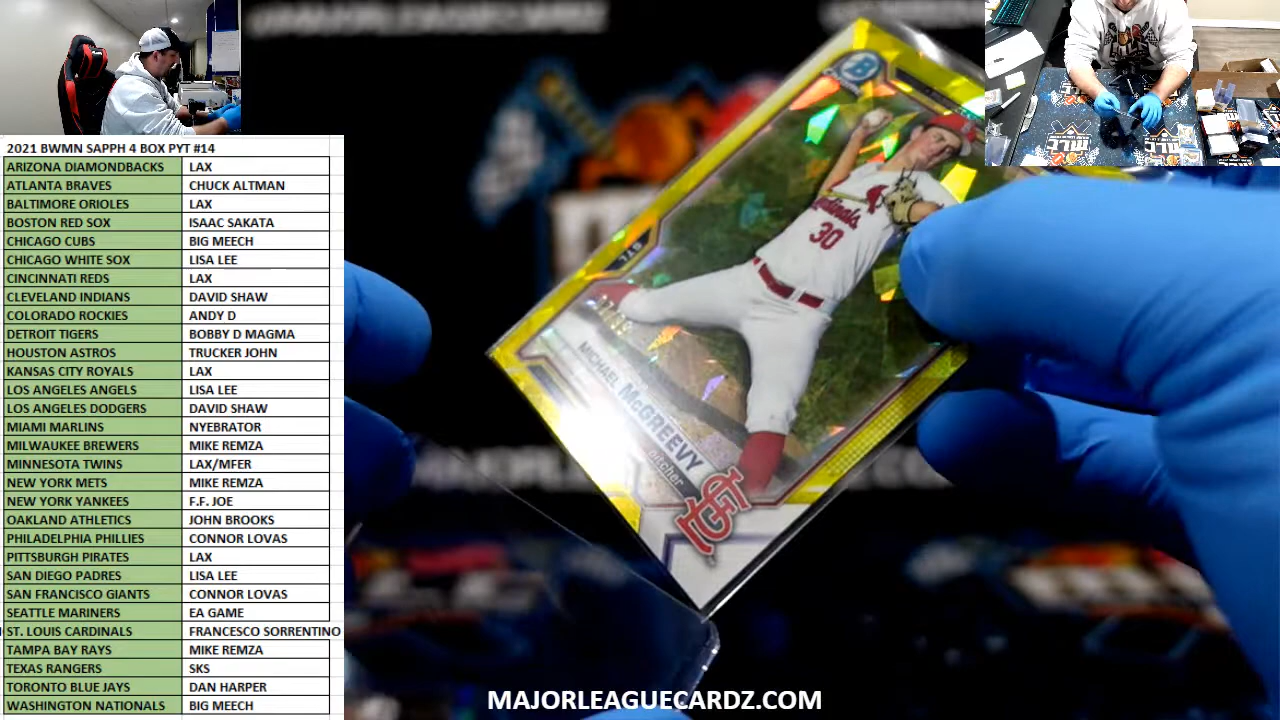 2021 BWMN SAPPH 4 BOX PYT #14
ARIZONA DIAMONDBACKS LAX
ATLANTA BRAVES CHUCK ALTMAN
BALTIMORE ORIOLES LAX
BOSTON RED SOX ISAAC SAKATA
CHICAGO CUBS BIG MEECH
CHICAGO WHITE SOX LISA LEE
CINCINNATI REDS LAX
CLEVELAND INDIANS DAVID SHAW
COLORADO ROCKIES ANDY D
DETROIT TIGERS BOBBY D MAGMA
HOUSTON ASTROS TRUCKER JOHN
KANSAS CITY ROYALS LAX
LOS ANGELES ANGELS LISA LEE
LOS ANGELES DODGERS DAVID SHAW
MIAMI MARLINS NYEBRATOR
MILWAUKEE BREWERS MIKE REMZA
MINNESOTA TWINS LAX/MFER
NEW YORK METS MIKE REMZA
NEW YORK YANKEES F.F. JOE
OAKLAND ATHLETICS JOHN BROOKS
PHILADELPHIA PHILLIES CONNOR LOVAS
PITTSBURGH PIRATES LAX
SAN DIEGO PADRES LISA LEE
SAN FRANCISCO GIANTS CONNOR LOVAS
SEATTLE MARINERS EA GAME
ST. LOUIS CARDINALS FRANCESCO SORRENTINO
TAMPA BAY RAYS MIKE REMZA
TEXAS RANGERS SKS
TORONTO BLUE JAYS DAN HARPER
WASHINGTON NATIONALS BIG MEECH
B
Cardinals
30
STL
MICHAEL McGREEVY
pitcher
STL
MLC
MAJORLEAGUECARDZ.COM